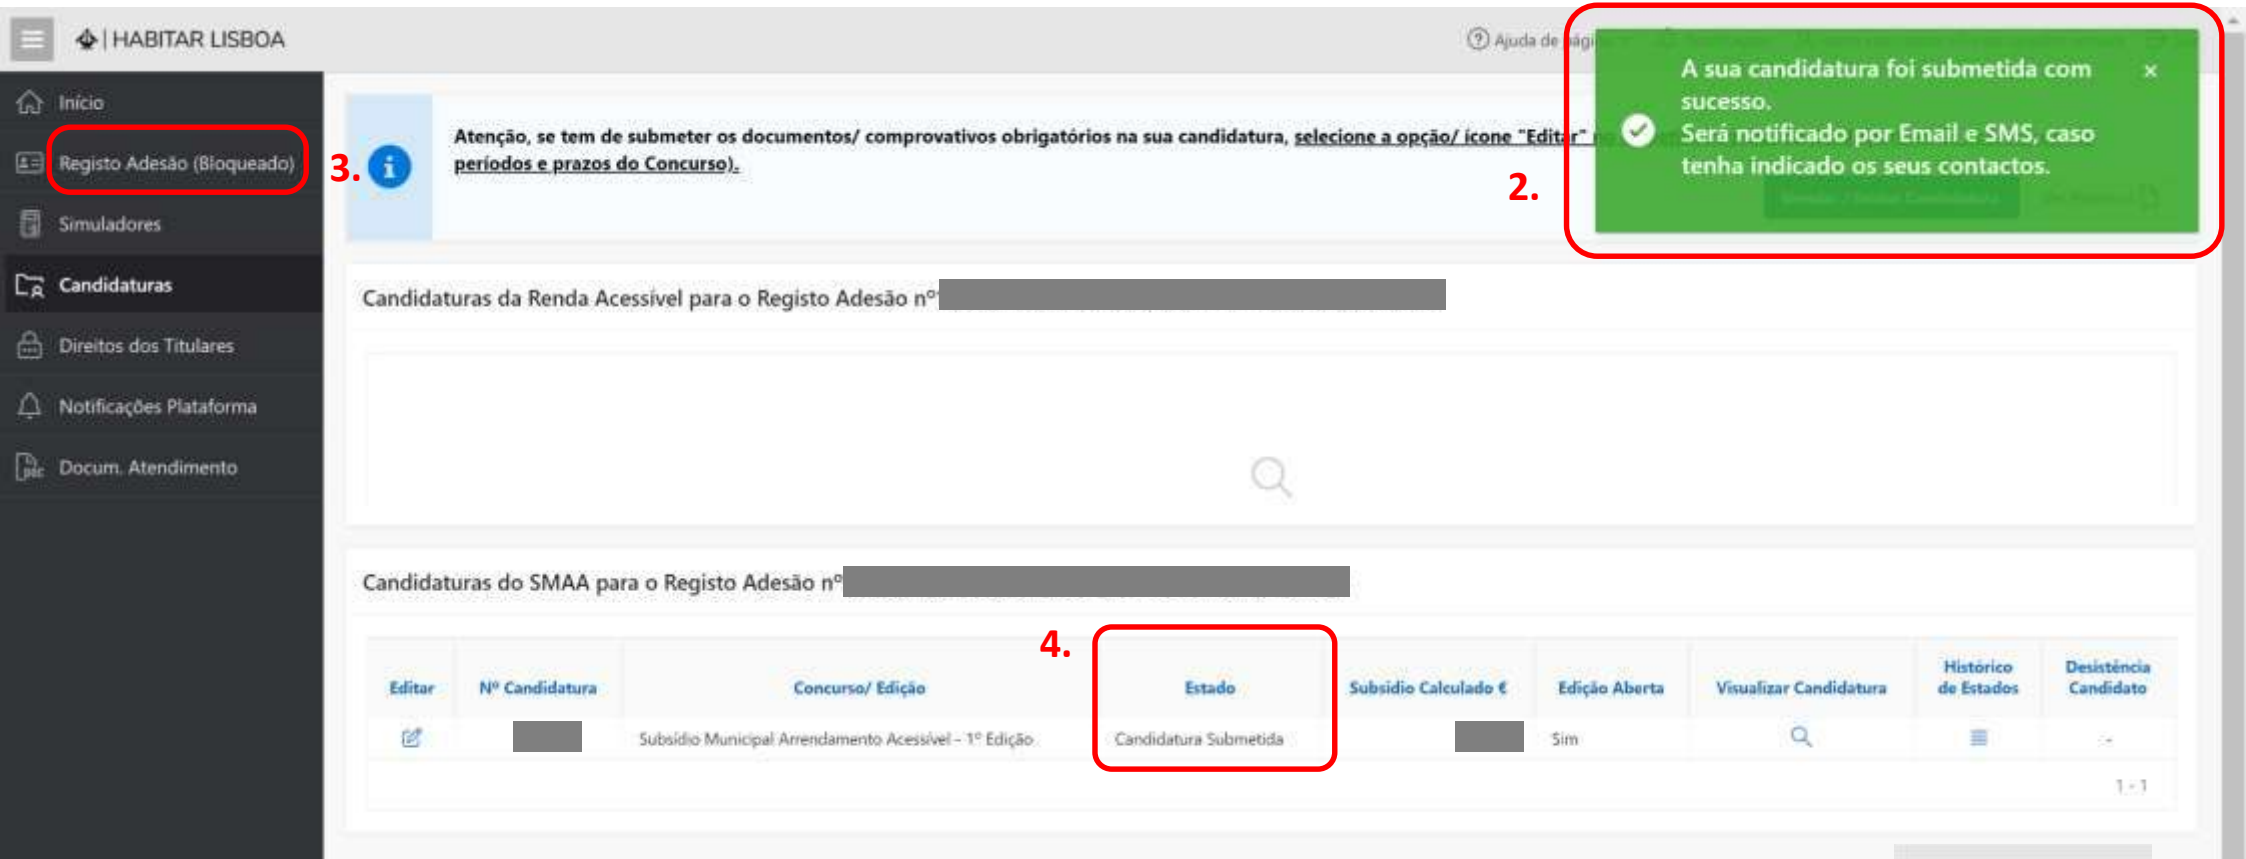 | HABITAR LISBOA
Ajuda de pági
A sua candidatura foi submetida com
sucesso.
Será notificado por Email e SMS, caso
tenha indicado os seus contactos.
×
2.
Início
Registo Adesão (Bloqueado)
3.
Simuladores
Candidaturas
Direitos dos Titulares
Notificações Plataforma
Docum. Atendimento
Atenção, se tem de submeter os documentos/ comprovativos obrigatórios na sua candidatura, selecione a opção/ ícone "Editar"
períodos e prazos do Concurso).
Candidaturas da Renda Acessível para o Registo Adesão nº
Candidaturas do SMAA para o Registo Adesão nº
4.
Editar Nº Candidatura Concurso/ Edição Estado Subsídio Calculado € Edição Aberta Visualizar Candidatura Histórico de Estados Desistência Candidato
Subsídio Municipal Arrendamento Acessível - 1º Edição Candidatura Submetida Sim -
1 - 1